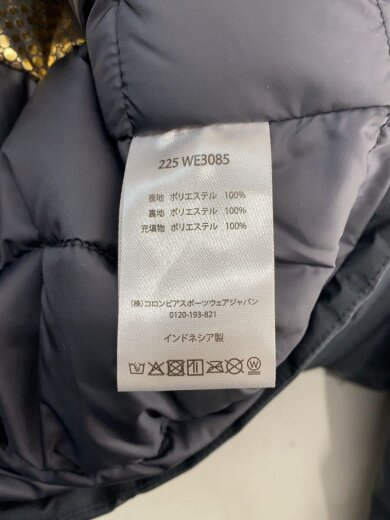 225 WE3085
表地 ポリエステル 100%
裏地 ポリエステル 100%
充填物 ポリエステル 100%
(株) コロンビアスポーツウェアジャパン
0120-193-821
インドネシア製
W